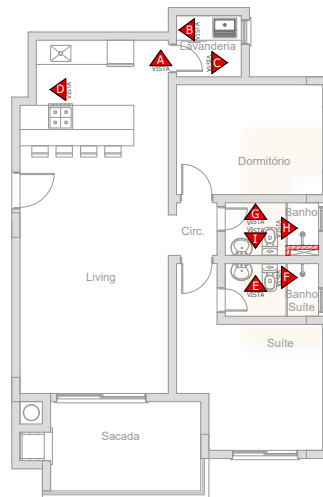 B
VISTA
Lavanderia
A
VISTA
C
VISTA
D
VISTA
Dormitório
G
VISTA
Banho
H
VISTA
I
VISTA
Circ.
E
VISTA
F
VISTA
Banho
Suíte
Living
Suíte
Sacada